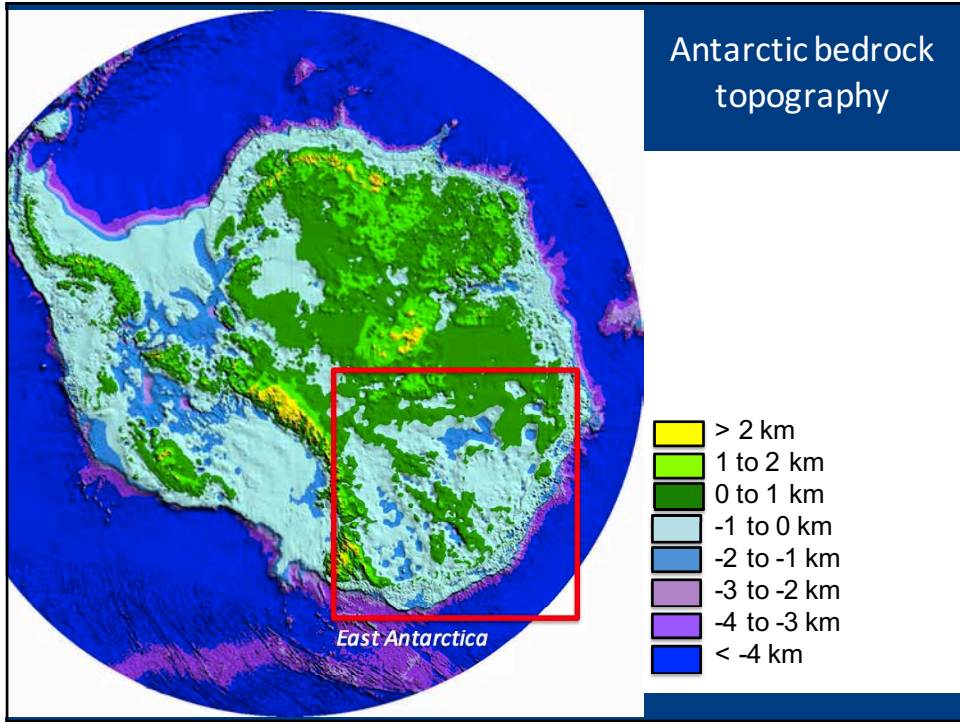 Antarctic bedrock
topography
> 2 km
1 to 2 km
0 to 1 km
-1 to 0 km
-2 to -1 km
-3 to -2 km
-4 to -3 km
< -4 km
East Antarctica